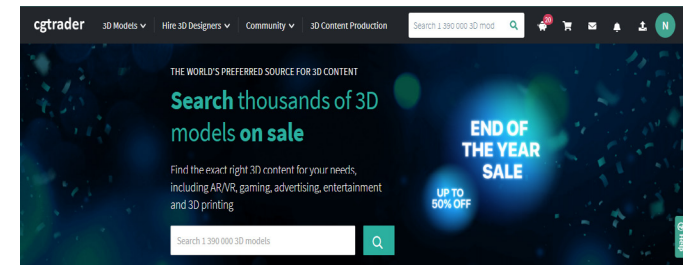 cgtrader 3D Models Hire 3D Designers Community 3D Content Production Search 1 390 000 3D mod 20 N
THE WORLD'S PREFERRED SOURCE FOR 3D CONTENT
Search thousands of 3D
models on sale
Find the exact right 3D content for your needs,
including AR/VR, gaming, advertising, entertainment
and 3D printing
Search 1 390 000 3D models
END OF
THE YEAR
SALE
UP TO
50% OFF
Help